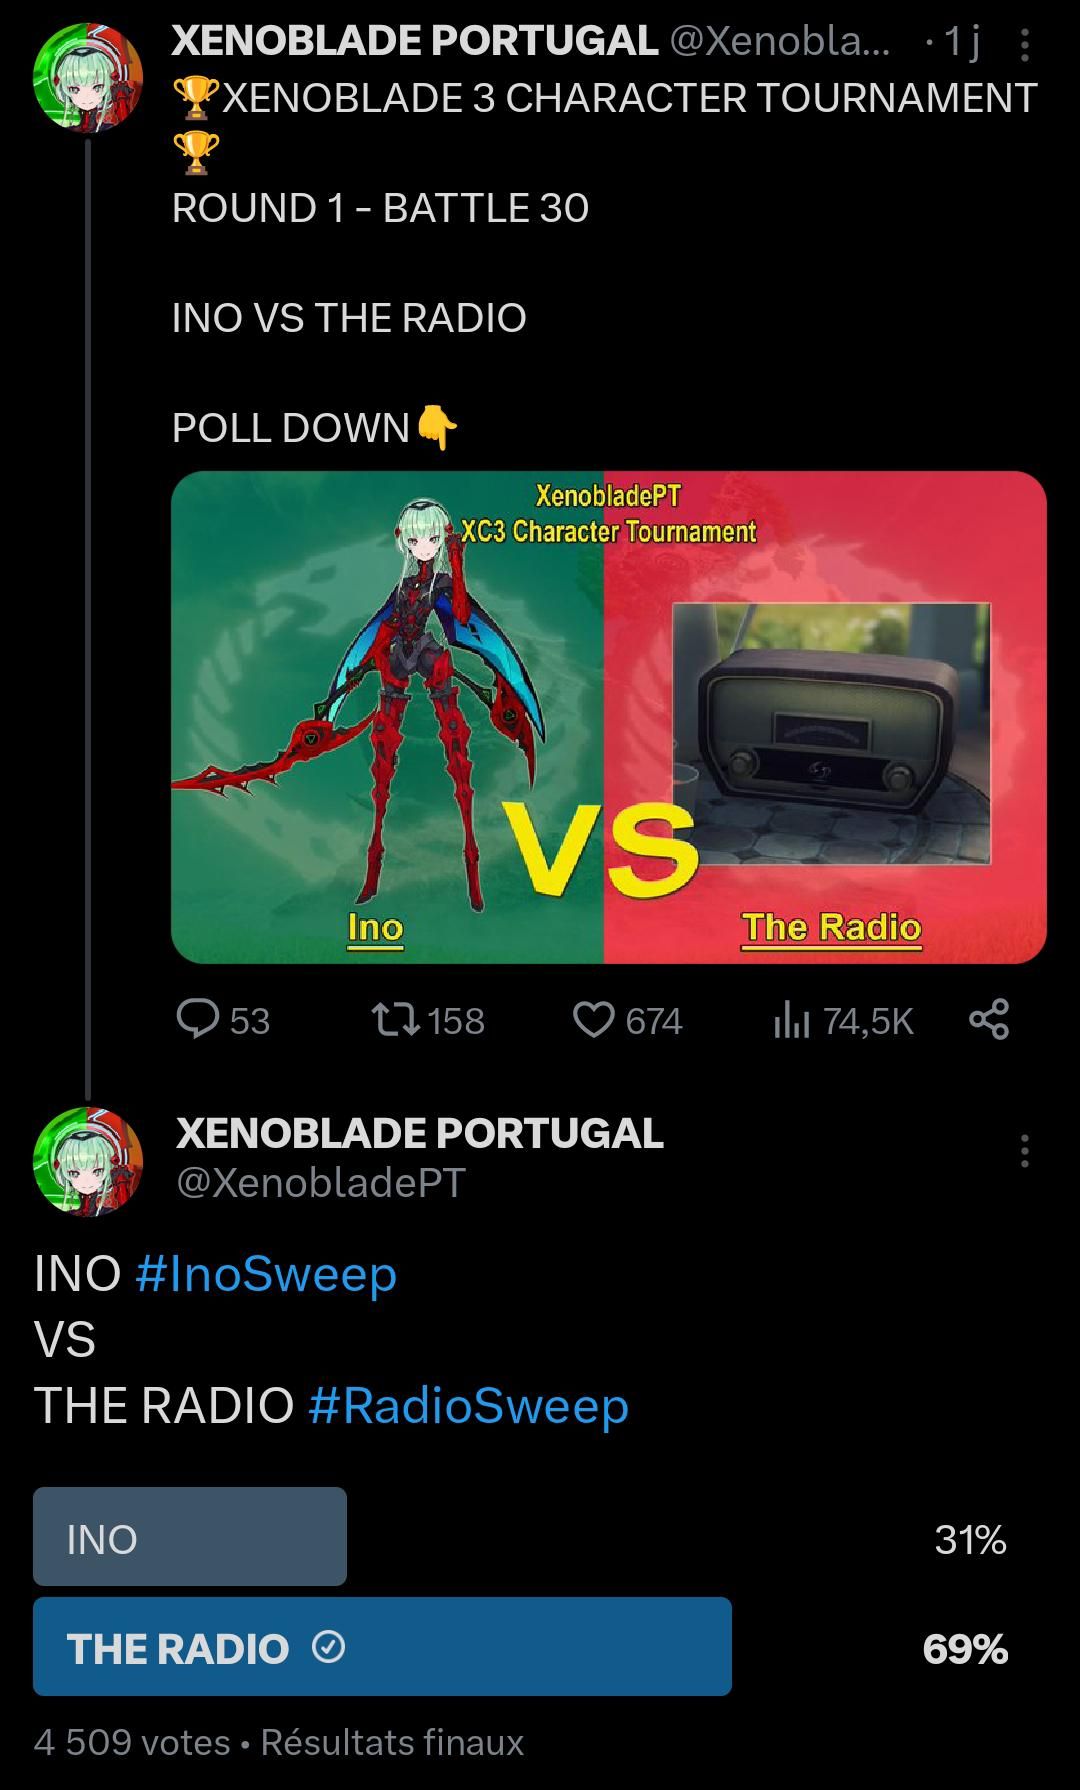 XENOBLADE PORTUGAL @Xenobla... · 1 j
🏆XENOBLADE 3 CHARACTER TOURNAMENT
🏆
ROUND 1 - BATTLE 30
INO VS THE RADIO
POLL DOWN👇
XenobladePT
XC3 Character Tournament
VS
Ino
The Radio
53 158 674 74,5K
XENOBLADE PORTUGAL
@XenobladePT
INO #InoSweep
VS
THE RADIO #RadioSweep
INO 31%
THE RADIO 69%
4 509 votes • Résultats finaux